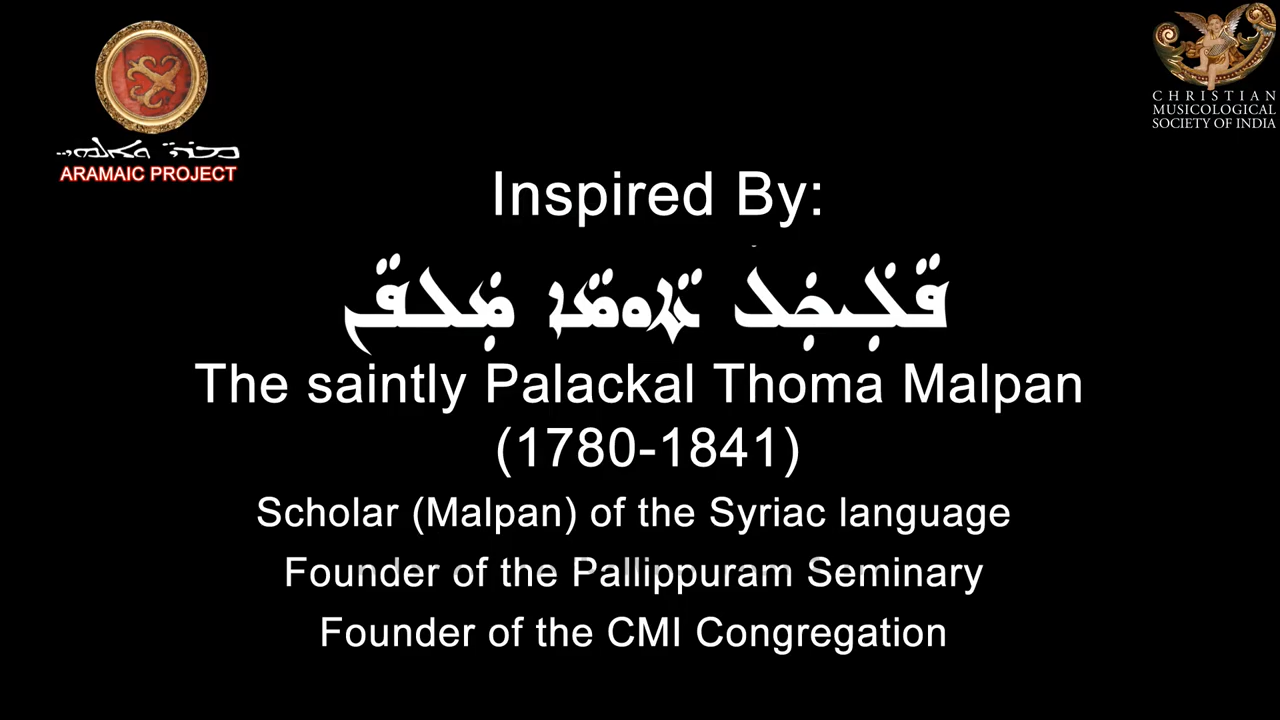 ARAMAIC PROJECT
CHRISTIAN
MUSICOLOGICAL
SOCIETY OF INDIA
Inspired By:
The saintly Palackal Thoma Malpan
(1780-1841)
Scholar (Malpan) of the Syriac language
Founder of the Pallippuram Seminary
Founder of the CMI Congregation